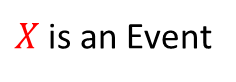 X is an Event